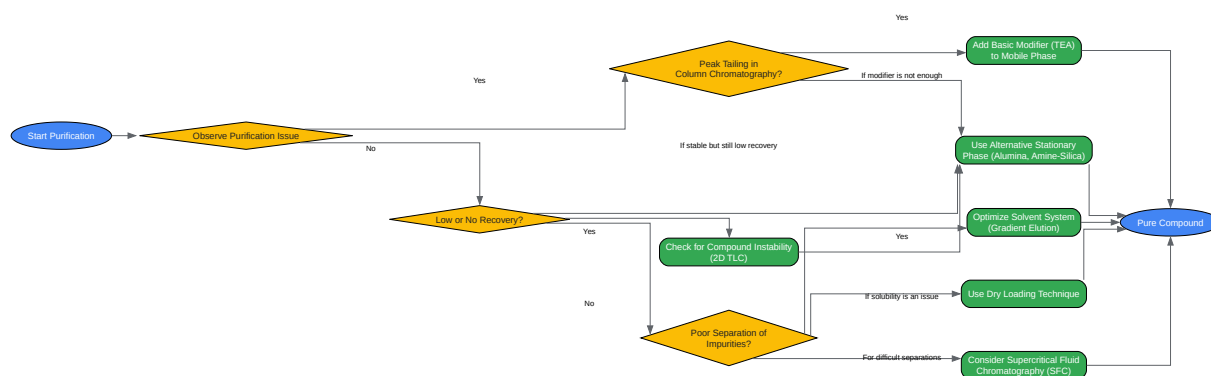 Yes
Peak Tailing in
Column Chromatography?
Add Basic Modifier (TEA)
to Mobile Phase
Yes
If modifier is not enough
Start Purification
Observe Purification Issue
No
If stable but still low recovery
Use Alternative Stationary
Phase (Alumina, Amine-Silica)
Low or No Recovery?
Yes
Check for Compound Instability
(2D TLC)
Optimize Solvent System
(Gradient Elution)
Yes
Pure Compound
No
If solubility is an issue
Use Dry Loading Technique
Poor Separation of
Impurities?
For difficult separations
Consider Supercritical Fluid
Chromatography (SFC)